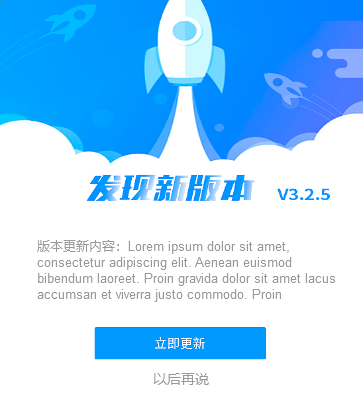 发现新版本 V3.2.5
版本更新内容：Lorem ipsum dolor sit amet,
consectetur adipiscing elit. Aenean euismod
bibendum laoreet. Proin gravida dolor sit amet lacus
accumsan et viverra justo commodo. Proin
立即更新
以后再说